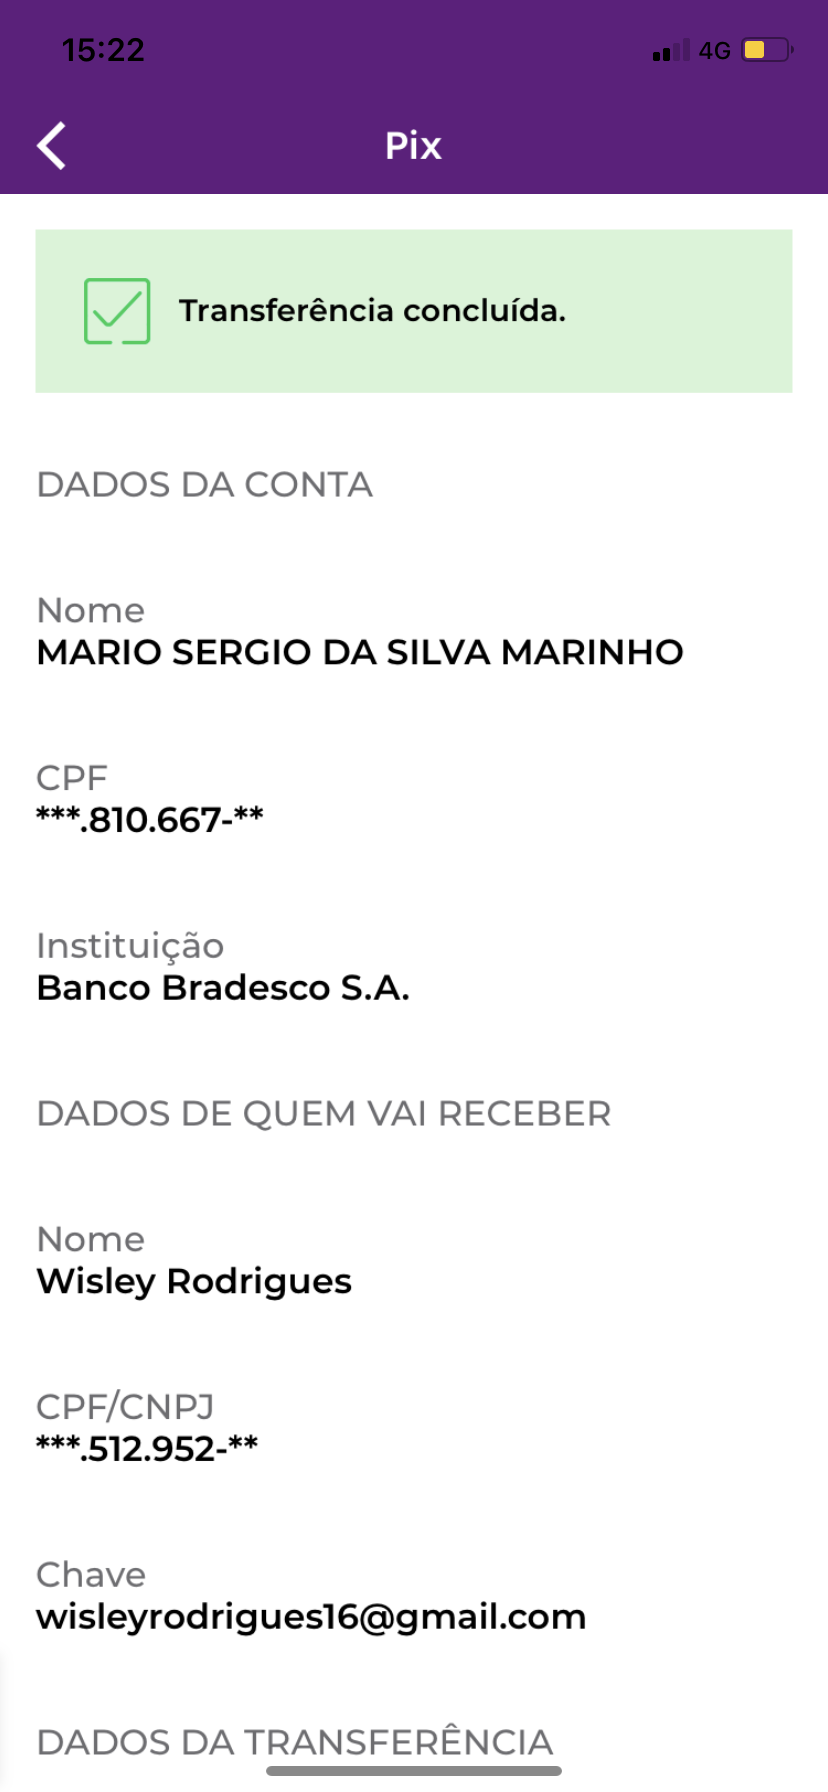 15:22
4G
Pix
Transferência concluída.
DADOS DA CONTA
Nome
MARIO SERGIO DA SILVA MARINHO
CPF
***.810.667-**
Instituição
Banco Bradesco S.A.
DADOS DE QUEM VAI RECEBER
Nome
Wisley Rodrigues
CPF/CNPJ
***.512.952-**
Chave
wisleyrodrigues16@gmail.com
DADOS DA TRANSFERÊNCIA